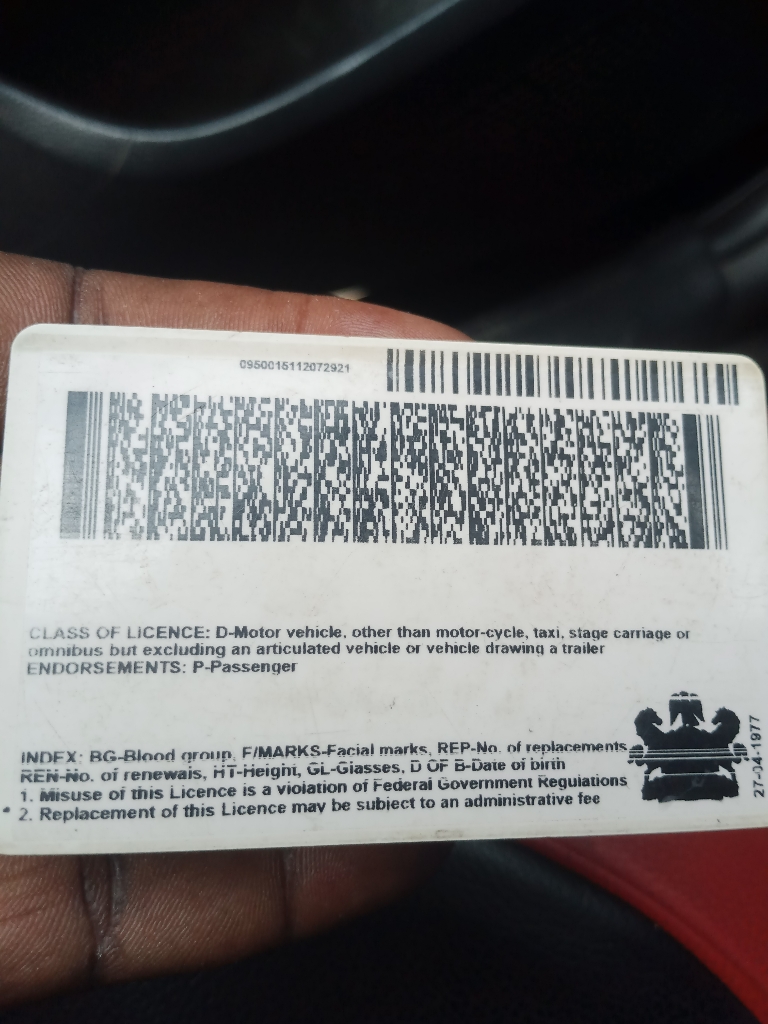 0950015112072921
CLASS OF LICENCE: D-Motor vehicle, other than motor-cycle, taxi, stage carriage or
omnibus but excluding an articulated vehicle or vehicle drawing a trailer
ENDORSEMENTS: P-Passenger
INDEX: BG-Blood group, F/MARKS-Facial marks, REP-No. of replacements
REN-No. of renewals, HT-Height, GL-Glasses, D OF B-Date of birth
1. Misuse of this Licence is a violation of Federal Government Regulations
2. Replacement of this Licence may be subject to an administrative fee
27-04-1977